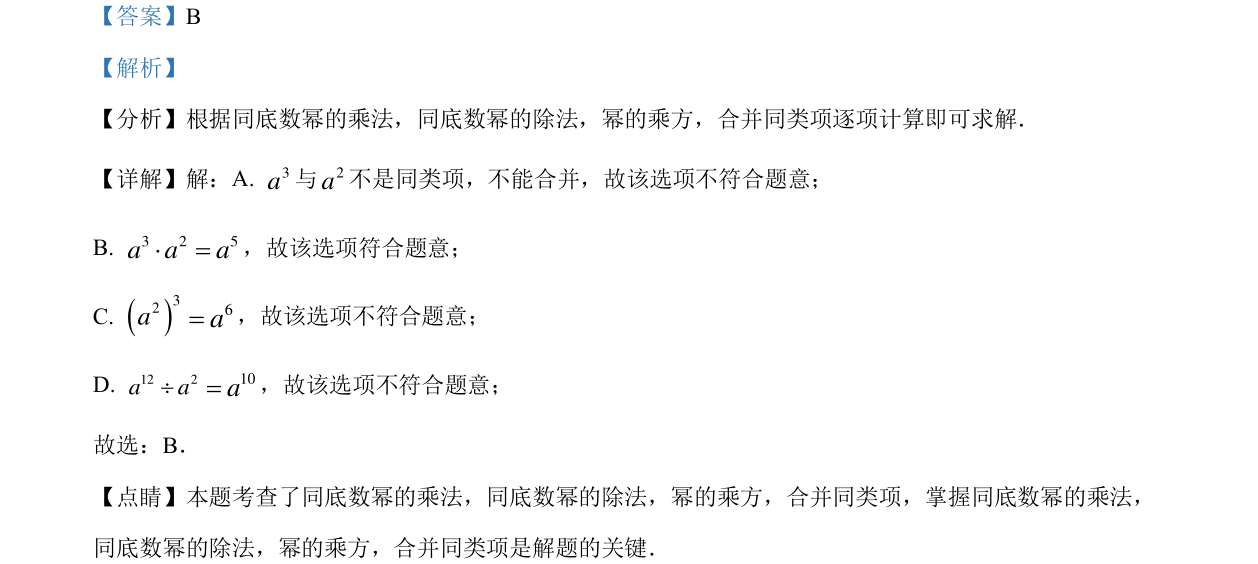 【答案】B
【解析】
【分析】根据同底数幂的乘法，同底数幂的除法，幂的乘方，合并同类项逐项计算即可求解．
【详解】解：A. a³与a²不是同类项，不能合并，故该选项不符合题意；
B. a³·a²=a⁵，故该选项符合题意；
C. (a²)³=a⁶，故该选项不符合题意；
D. a¹²÷a²=a¹⁰，故该选项不符合题意；
故选：B．
【点睛】本题考查了同底数幂的乘法，同底数幂的除法，幂的乘方，合并同类项，掌握同底数幂的乘法，
同底数幂的除法，幂的乘方，合并同类项是解题的关键．